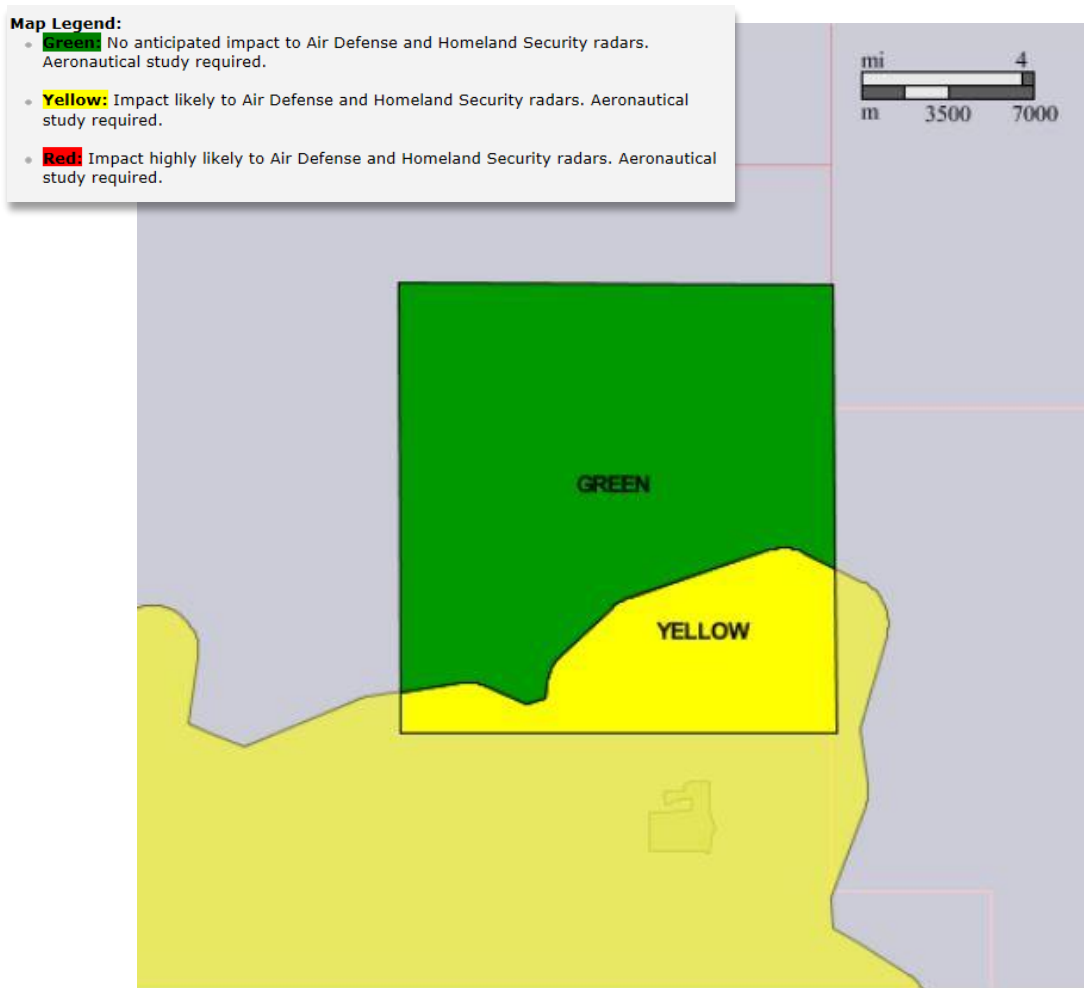 Map Legend:
Green: No anticipated impact to Air Defense and Homeland Security radars.
Aeronautical study required.
Yellow: Impact likely to Air Defense and Homeland Security radars. Aeronautical
study required.
Red: Impact highly likely to Air Defense and Homeland Security radars. Aeronautical
study required.
mi 4
m 3500 7000
GREEN
YELLOW